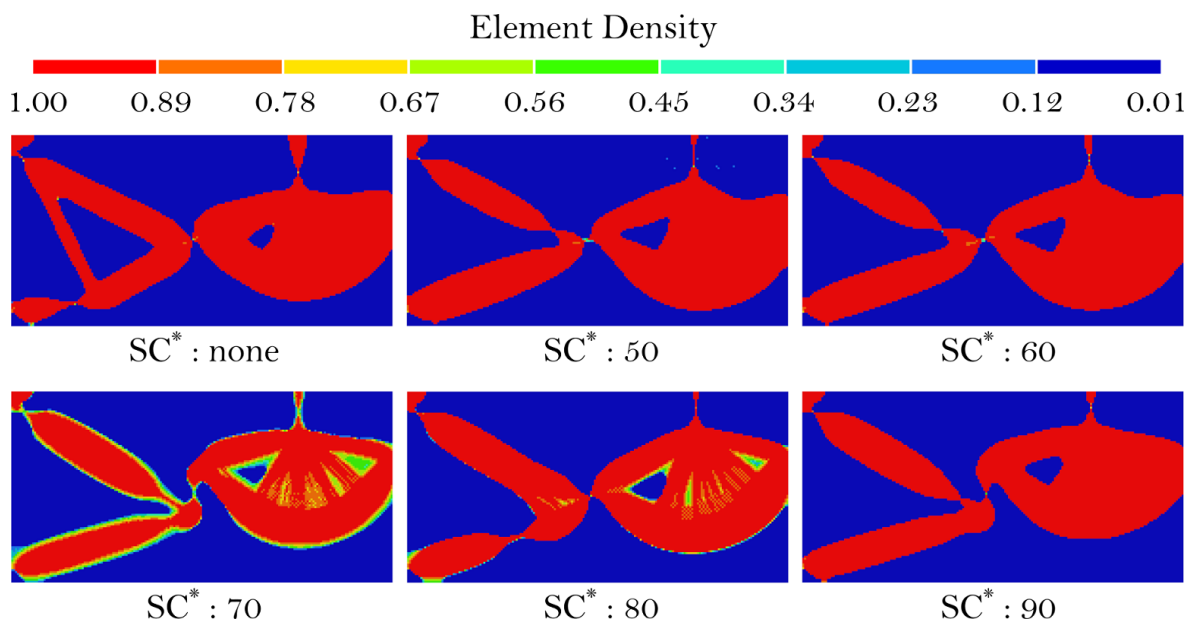 Element Density
1.00 0.89 0.78 0.67 0.56 0.45 0.34 0.23 0.12 0.01
SC* : none
SC* : 50
SC* : 60
SC* : 70
SC* : 80
SC* : 90